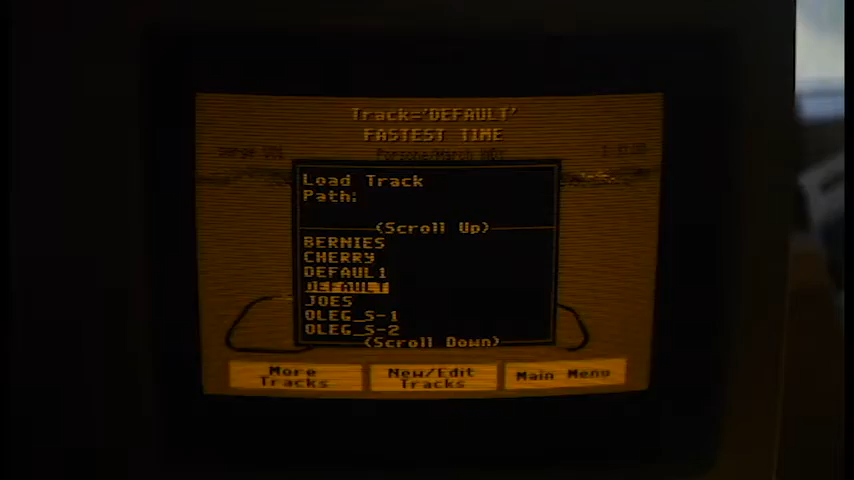 Track='DEFAULT'
FASTEST TIME
Load Track
Path:
(Scroll Up)
BERNIES
CHERRY
DEFAUL1
DEFAULT
JOES
OLEG_S-1
OLEG_S-2
(Scroll Down)
More Tracks
New/Edit Tracks
Main Menu